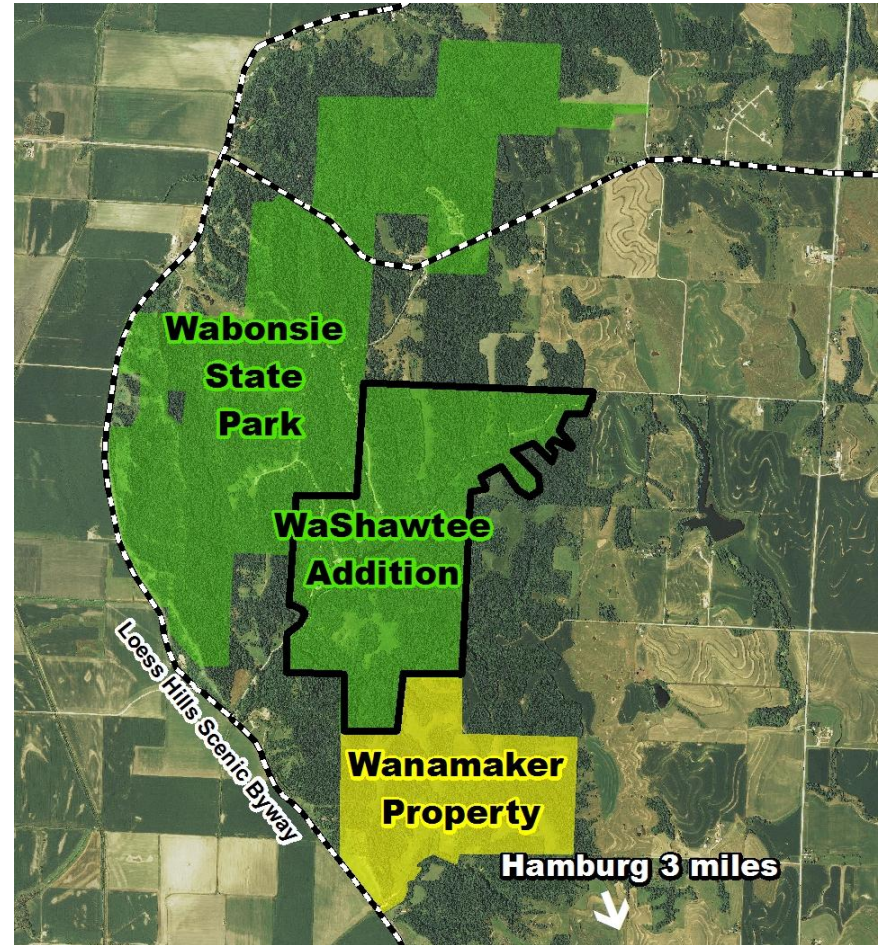 Wabonsie
State
Park
WaShawtee
Addition
Loess Hills Scenic Byway
Wanamaker
Property
Hamburg 3 miles